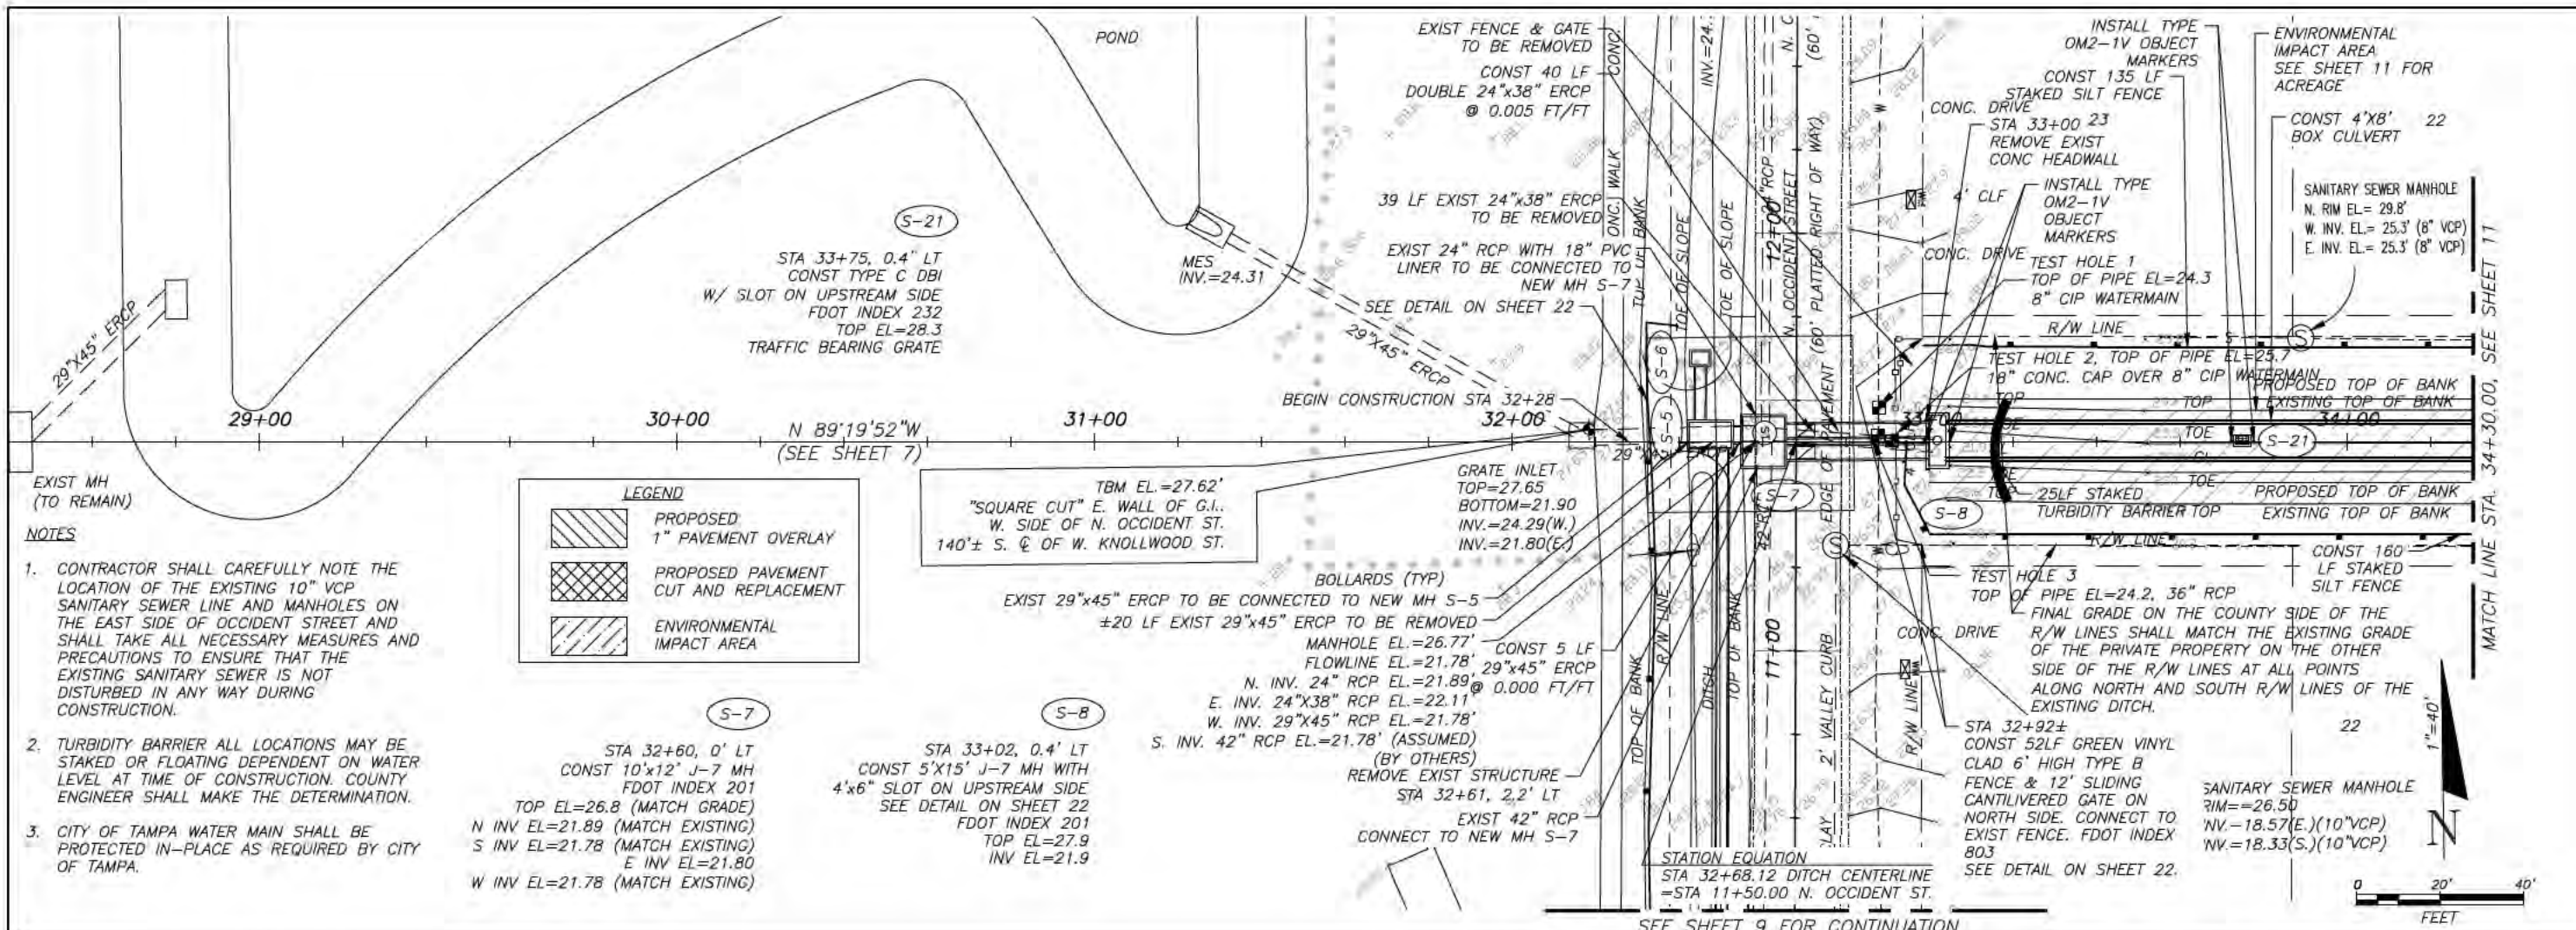 POND
29"X45" ERCP
EXIST MH
(TO REMAIN)
29+00
30+00
31+00
32+00
33+00
34+00
N 89°19'52"W
(SEE SHEET 7)
MES
INV.=24.31
29"X45" ERCP
S-21
STA 33+75, 0.4' LT
CONST TYPE C DBI
W/ SLOT ON UPSTREAM SIDE
FDOT INDEX 232
TOP EL=28.3
TRAFFIC BEARING GRATE
NOTES
1. CONTRACTOR SHALL CAREFULLY NOTE THE
LOCATION OF THE EXISTING 10" VCP
SANITARY SEWER LINE AND MANHOLES ON
THE EAST SIDE OF OCCIDENT STREET AND
SHALL TAKE ALL NECESSARY MEASURES AND
PRECAUTIONS TO ENSURE THAT THE
EXISTING SANITARY SEWER IS NOT
DISTURBED IN ANY WAY DURING
CONSTRUCTION.
2. TURBIDITY BARRIER ALL LOCATIONS MAY BE
STAKED OR FLOATING DEPENDENT ON WATER
LEVEL AT TIME OF CONSTRUCTION. COUNTY
ENGINEER SHALL MAKE THE DETERMINATION.
3. CITY OF TAMPA WATER MAIN SHALL BE
PROTECTED IN-PLACE AS REQUIRED BY CITY
OF TAMPA.
LEGEND
PROPOSED
1" PAVEMENT OVERLAY
PROPOSED PAVEMENT
CUT AND REPLACEMENT
ENVIRONMENTAL
IMPACT AREA
S-7
STA 32+60, 0' LT
CONST 10'x12' J-7 MH
FDOT INDEX 201
TOP EL=26.8 (MATCH GRADE)
N INV EL=21.89 (MATCH EXISTING)
S INV EL=21.78 (MATCH EXISTING)
E INV EL=21.80
W INV EL=21.78 (MATCH EXISTING)
S-8
STA 33+02, 0.4' LT
CONST 5'X15' J-7 MH WITH
4'x6" SLOT ON UPSTREAM SIDE
SEE DETAIL ON SHEET 22
FDOT INDEX 201
TOP EL=27.9
INV EL=21.9
TBM EL.=27.62'
"SQUARE CUT" E. WALL OF G.I..
W. SIDE OF N. OCCIDENT ST.
140'± S. ℄ OF W. KNOLLWOOD ST.
EXIST FENCE & GATE
TO BE REMOVED
CONST 40 LF
DOUBLE 24"x38" ERCP
@ 0.005 FT/FT
39 LF EXIST 24"x38" ERCP
TO BE REMOVED
EXIST 24" RCP WITH 18" PVC
LINER TO BE CONNECTED TO
NEW MH S-7
SEE DETAIL ON SHEET 22
BEGIN CONSTRUCTION STA 32+28
GRATE INLET
TOP=27.65
BOTTOM=21.90
INV.=24.29(W.)
INV.=21.80(E.)
BOLLARDS (TYP)
EXIST 29"x45" ERCP TO BE CONNECTED TO NEW MH S-5
±20 LF EXIST 29"x45" ERCP TO BE REMOVED
MANHOLE EL=26.77'
FLOWLINE EL=21.78'
N. INV. 24" RCP EL.=21.89'
E. INV. 24"X38" RCP EL.=22.11'
W. INV. 29"X45" RCP EL.=21.78'
S. INV. 42" RCP EL.=21.78' (ASSUMED)
(BY OTHERS)
CONST 5 LF
29"x45" ERCP
@ 0.000 FT/FT
REMOVE EXIST STRUCTURE
STA 32+61, 2.2' LT
EXIST 42" RCP
CONNECT TO NEW MH S-7
CONC.
INV.=24.
TOP OF BANK
TOE OF SLOPE
TOE OF SLOPE
12+00
N. OCCIDENT STREET
(60' PLATTED RIGHT OF WAY)
S-6
S-5
S-7
EDGE OF PAVEMENT
2' VALLEY CURB
TOP OF BANK
R/W LINE
DITCH
TOP OF BANK
11+00
R/W LINE
STATION EQUATION
STA 32+68.12 DITCH CENTERLINE
=STA 11+50.00 N. OCCIDENT ST.
SEE SHEET 9 FOR CONTINUATION
INSTALL TYPE
OM2-1V OBJECT
MARKERS
CONST 135 LF
STAKED SILT FENCE
CONC. DRIVE
STA 33+00 23
REMOVE EXIST
CONC HEADWALL
4' CLF
INSTALL TYPE
OM2-1V
OBJECT
MARKERS
CONC. DRIVE
TEST HOLE 1
TOP OF PIPE EL=24.3
8" CIP WATERMAIN
R/W LINE
TEST HOLE 2, TOP OF PIPE EL=25.7
18" CONC. CAP OVER 8" CIP WATERMAIN
PROPOSED TOP OF BANK
TOP
TOP
EXISTING TOP OF BANK
TOE
S-21
TOE
25LF STAKED
TURBIDITY BARRIER
TOP
PROPOSED TOP OF BANK
EXISTING TOP OF BANK
S-8
R/W LINE
CONST 160
LF STAKED
SILT FENCE
TEST HOLE 3
TOP OF PIPE EL=24.2, 36" RCP
FINAL GRADE ON THE COUNTY SIDE OF THE
R/W LINES SHALL MATCH THE EXISTING GRADE
OF THE PRIVATE PROPERTY ON THE OTHER
SIDE OF THE R/W LINES AT ALL POINTS
ALONG NORTH AND SOUTH R/W LINES OF THE
EXISTING DITCH.
CONC. DRIVE
STA 32+92±
CONST 52LF GREEN VINYL
CLAD 6' HIGH TYPE B
FENCE & 12' SLIDING
CANTILIVERED GATE ON
NORTH SIDE. CONNECT TO
EXIST FENCE. FDOT INDEX
803
SEE DETAIL ON SHEET 22.
ENVIRONMENTAL
IMPACT AREA
SEE SHEET 11 FOR
ACREAGE
CONST 4'X8'
BOX CULVERT
22
SANITARY SEWER MANHOLE
N. RIM EL= 29.8'
W. INV. EL= 25.3' (8" VCP)
E. INV. EL= 25.3' (8" VCP)
MATCH LINE STA. 34+30.00, SEE SHEET 11
22
SANITARY SEWER MANHOLE
RIM==26.50
INV.-18.57(E.)(10"VCP)
INV.=18.33(S.)(10"VCP)
1"=40'
N
0 20' 40'
FEET